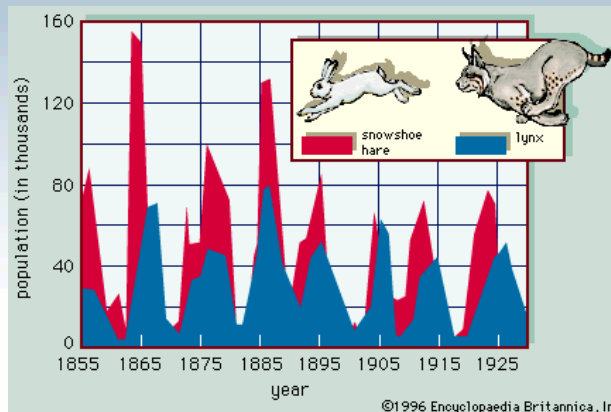 160
120
80
40
0
population (in thousands)
snowshoe
hare
lynx
1855 1865 1875 1885 1895 1905 1915 1925
year
©1996 Encyclopaedia Britannica, In